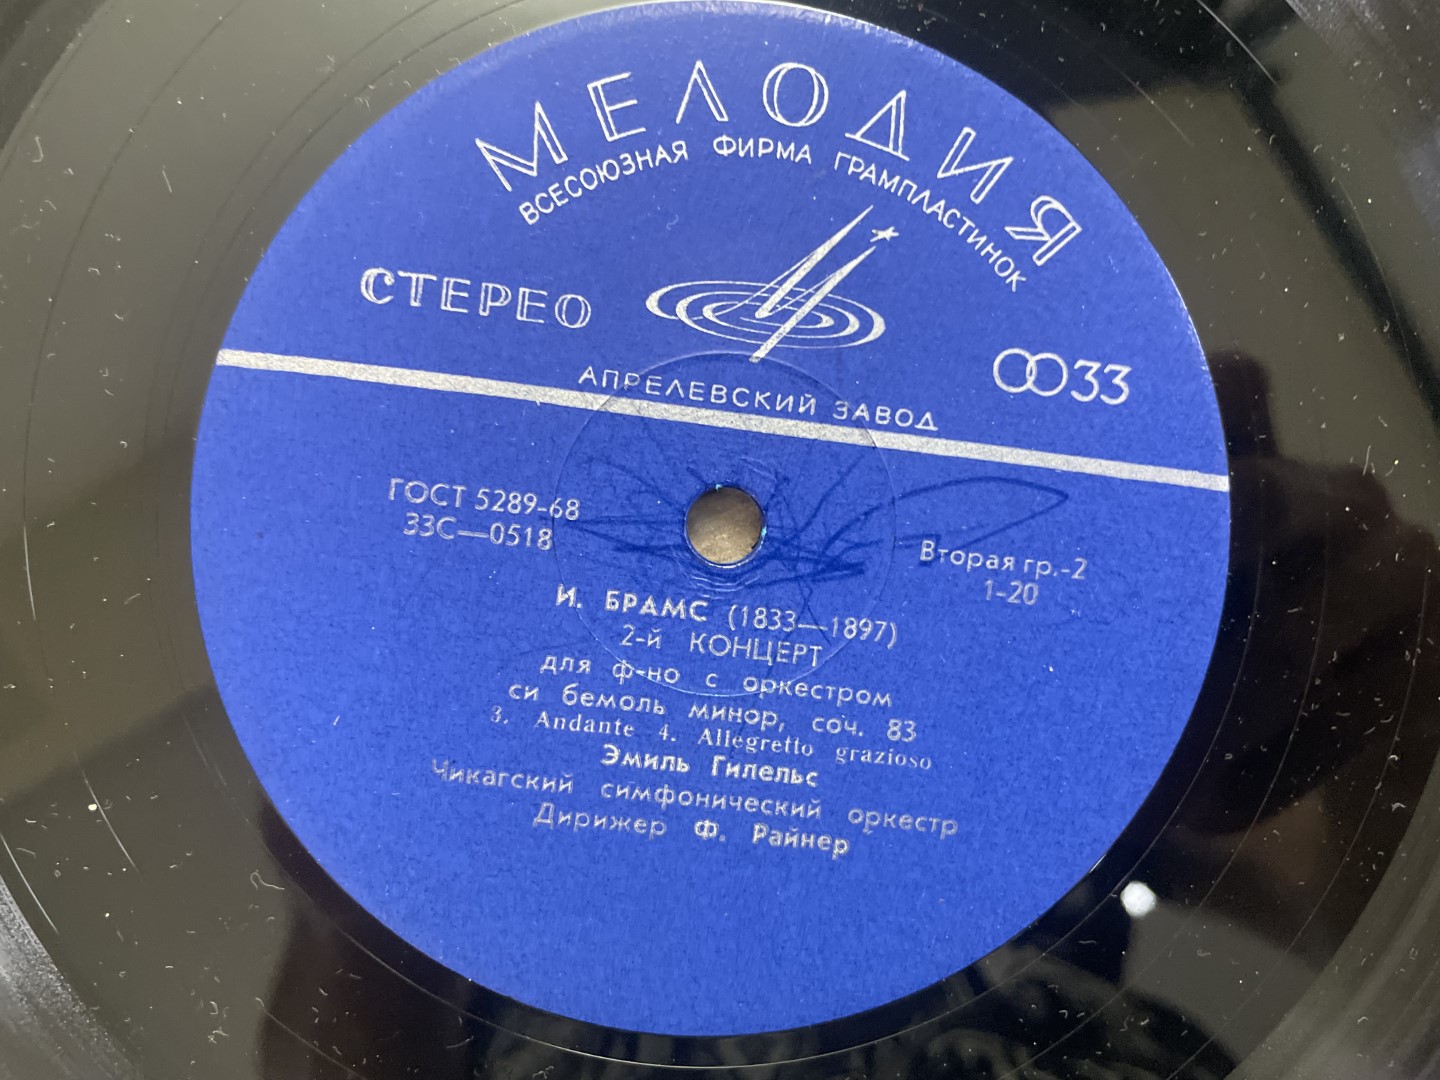 МЕЛОДИЯ
ВСЕСОЮЗНАЯ ФИРМА ГРАМПЛАСТИНОК
СТЕРЕО
33
АПРЕЛЕВСКИЙ ЗАВОД
ГОСТ 5289-68
33С—0518
Вторая гр.-2
1-20
И. БРАМС (1833—1897)
2-й КОНЦЕРТ
для ф-но с оркестром
си бемоль минор, соч. 83
3. Andante 4. Allegretto grazioso
Эмиль Гилельс
Чикагский симфонический оркестр
Дирижер Ф. Райнер